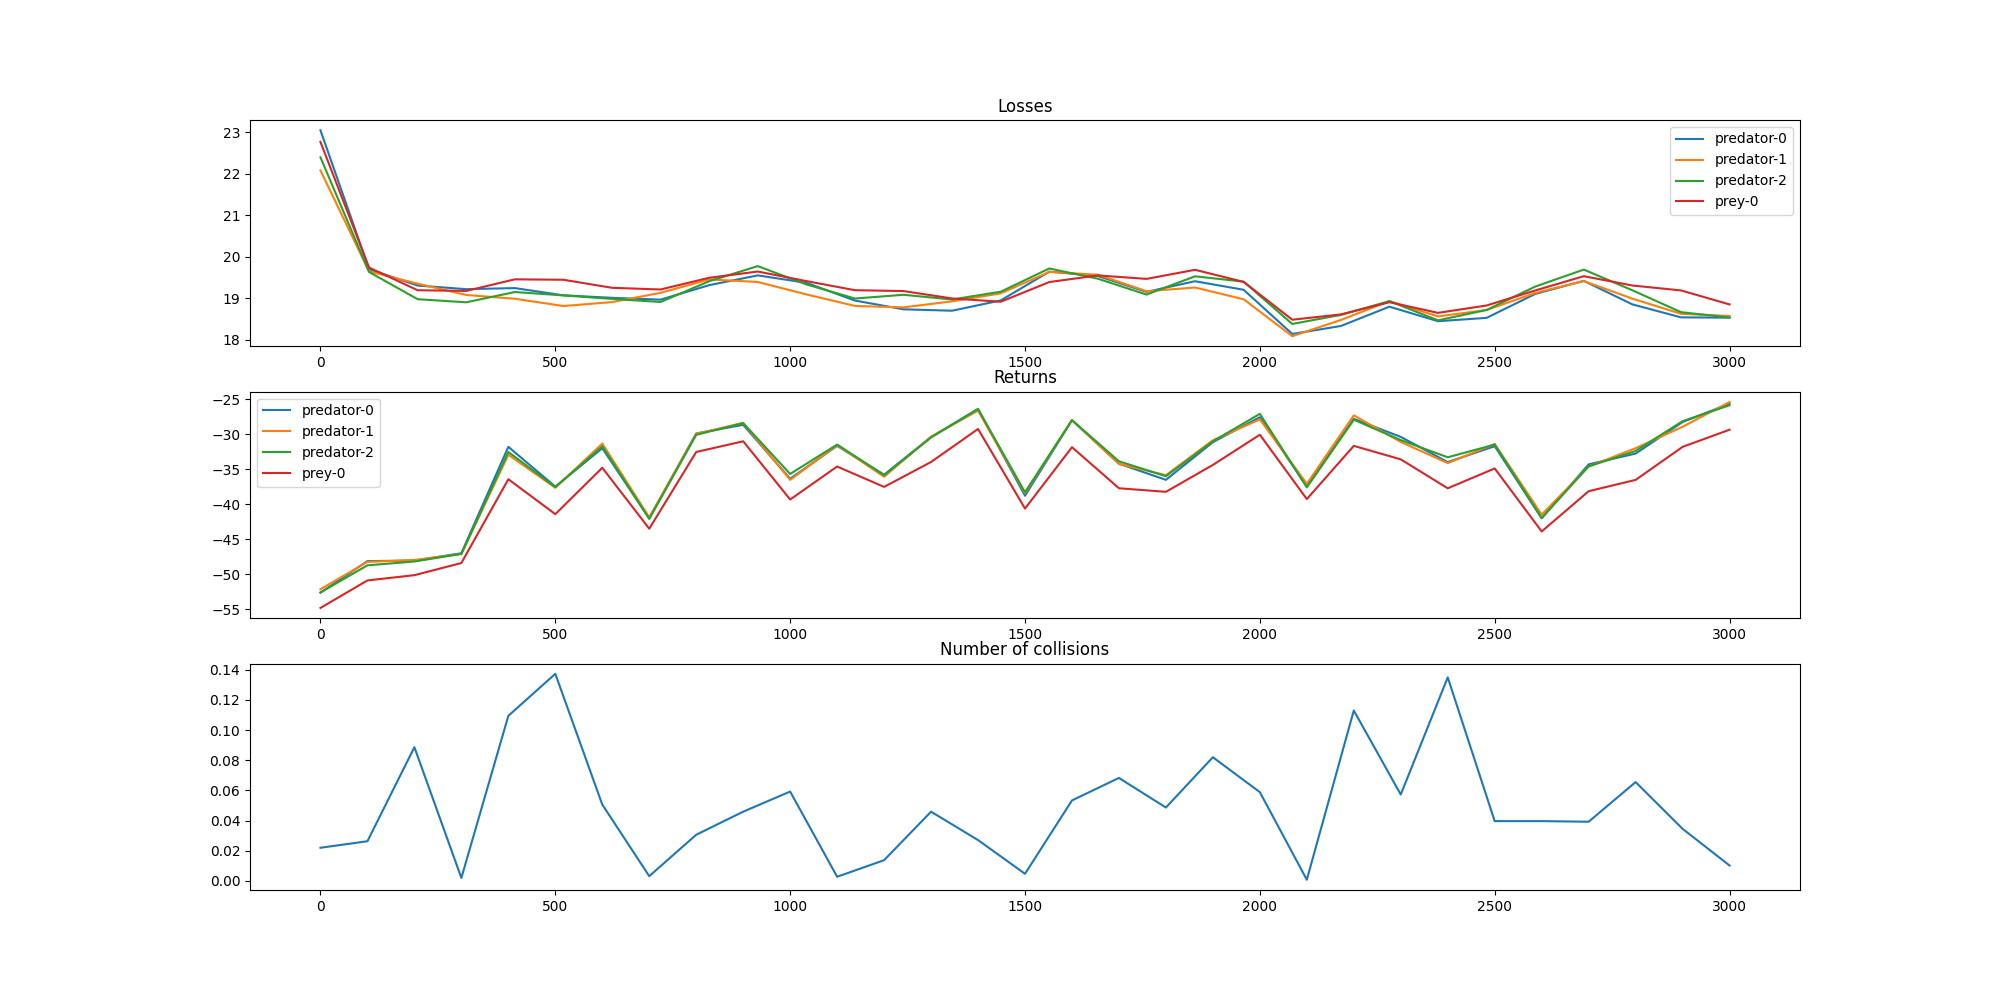 Losses
23
22
21
20
19
18
predator-0
predator-1
predator-2
prey-0
0 500 1000 1500 2000 2500 3000
Returns
−25
−30
−35
−40
−45
−50
−55
predator-0
predator-1
predator-2
prey-0
0 500 1000 1500 2000 2500 3000
Number of collisions
0.14
0.12
0.10
0.08
0.06
0.04
0.02
0.00
0 500 1000 1500 2000 2500 3000